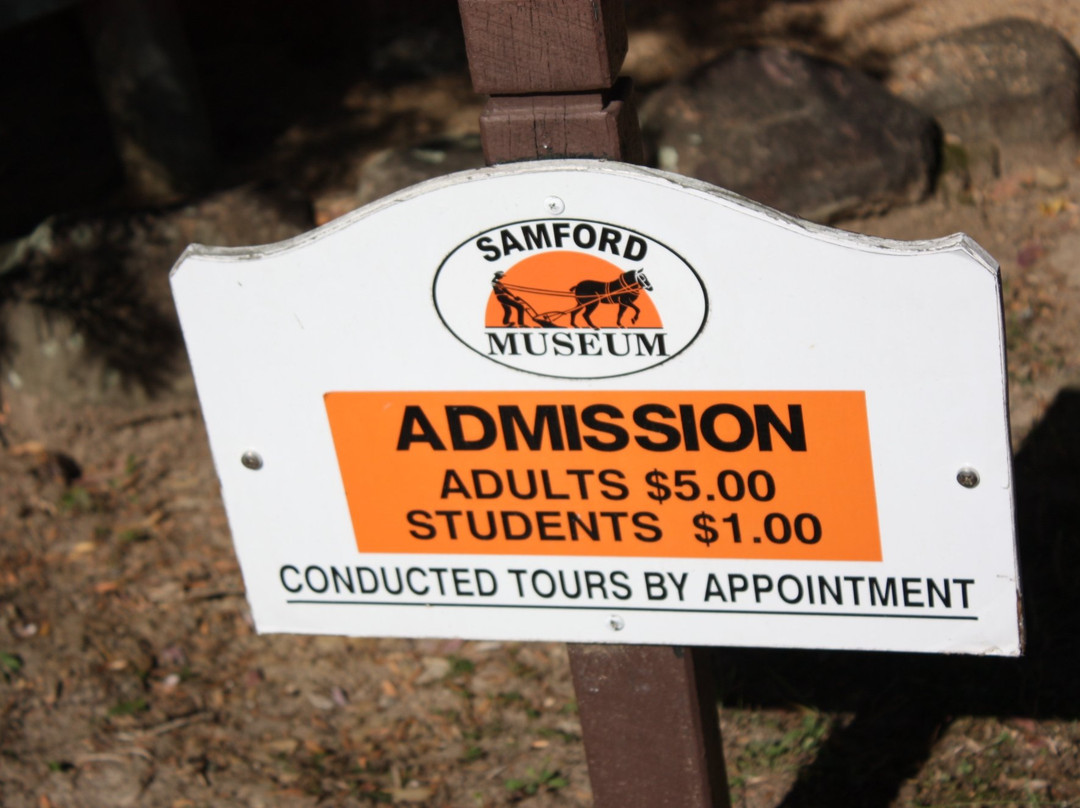 SAMFORD
MUSEUM
ADMISSION
ADULTS $5.00
STUDENTS $1.00
CONDUCTED TOURS BY APPOINTMENT